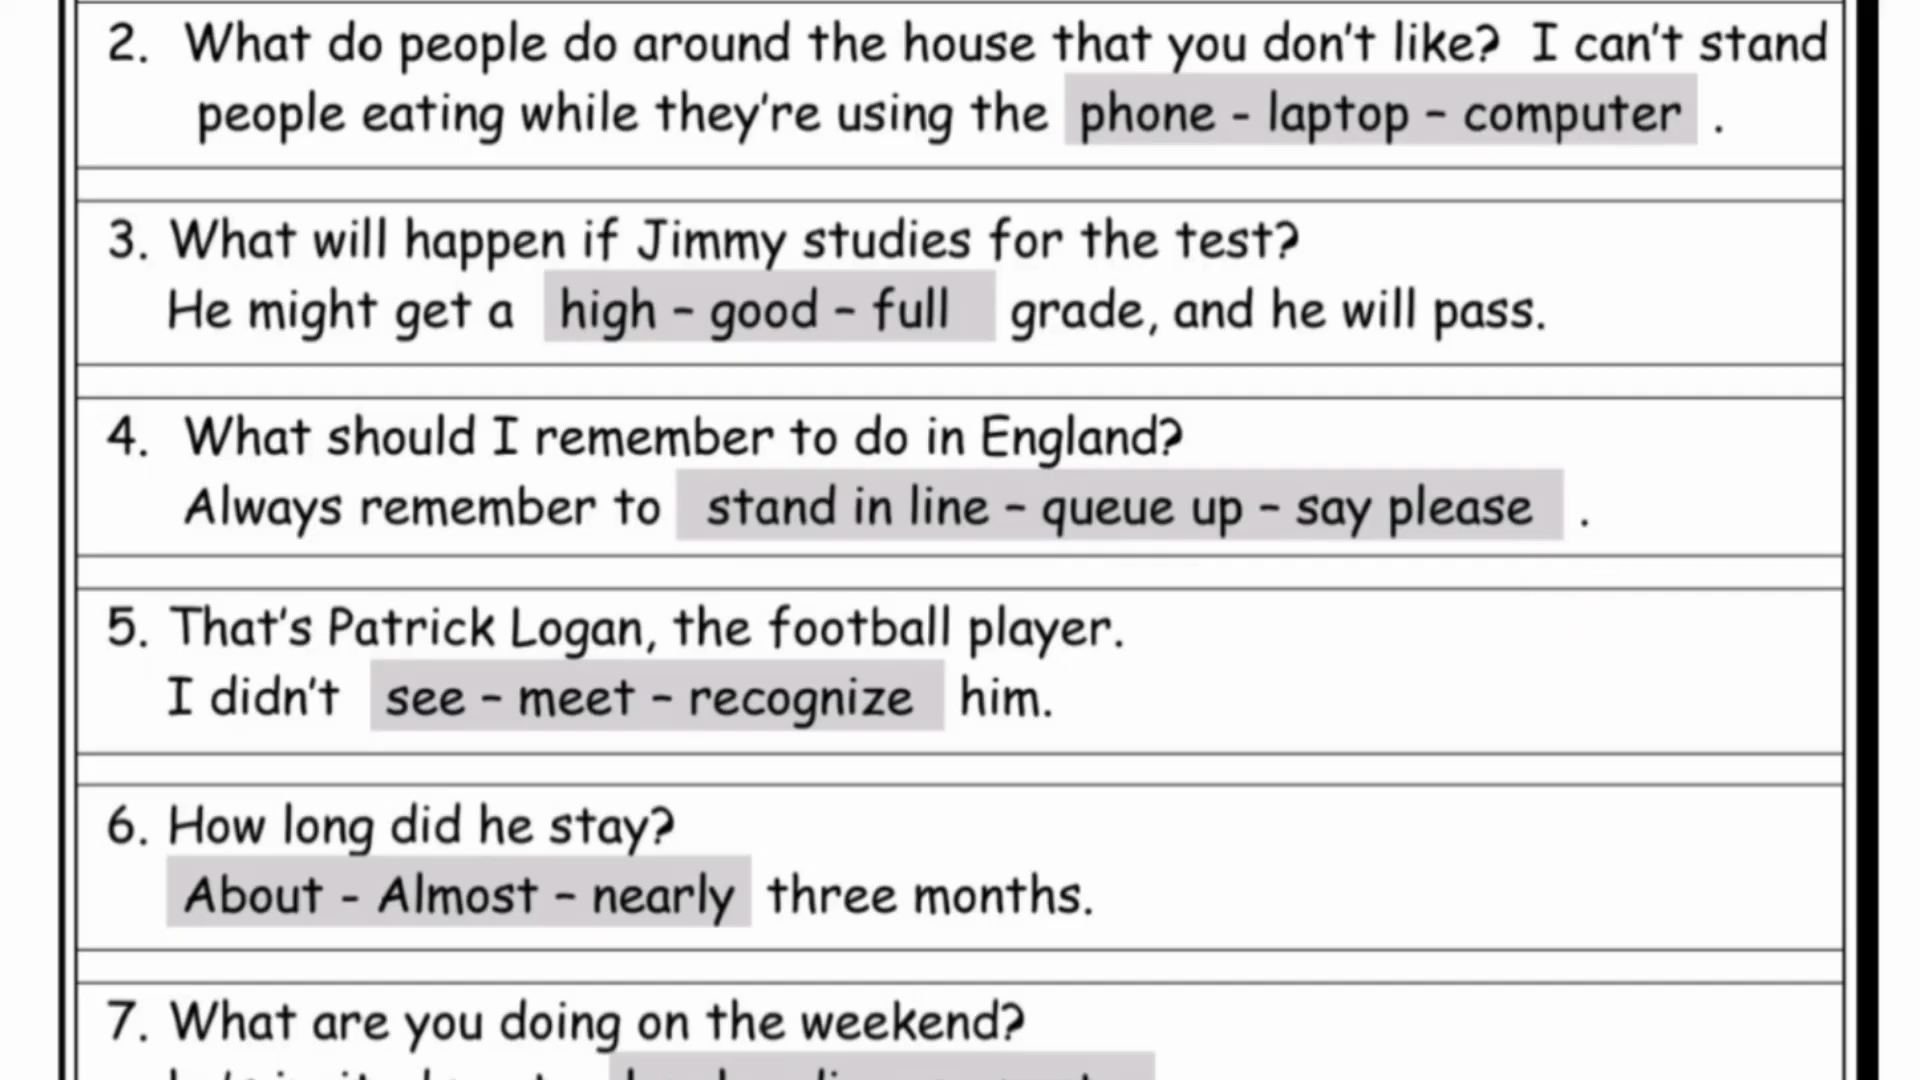 2. What do people do around the house that you don't like? I can't stand
people eating while they're using the phone - laptop – computer .
3. What will happen if Jimmy studies for the test?
He might get a high – good – full grade, and he will pass.
4. What should I remember to do in England?
Always remember to stand in line – queue up – say please .
5. That's Patrick Logan, the football player.
I didn't see – meet – recognize him.
6. How long did he stay?
About - Almost – nearly three months.
7. What are you doing on the weekend?